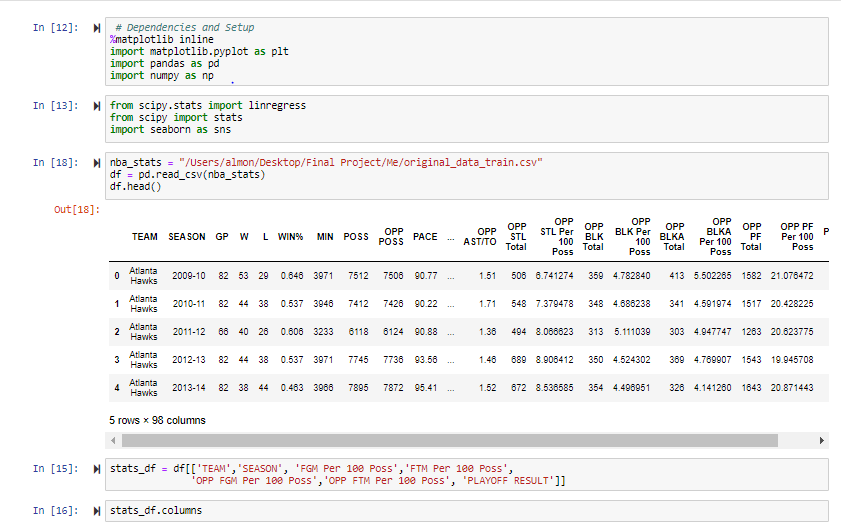 In [12]:
# Dependencies and Setup
%matplotlib inline
import matplotlib.pyplot as plt
import pandas as pd
import numpy as np
In [13]:
from scipy.stats import linregress
from scipy import stats
import seaborn as sns
In [18]:
nba_stats = "/Users/almon/Desktop/Final Project/Me/original_data_train.csv"
df = pd.read_csv(nba_stats)
df.head()
Out[18]:
TEAM SEASON GP W L WIN% MIN POSS OPP POSS PACE ... OPP AST/TO OPP STL Total OPP STL Per 100 Poss OPP BLK Total OPP BLK Per 100 Poss OPP BLKA Total OPP BLKA Per 100 Poss OPP PF Total OPP PF Per 100 Poss P
0 Atlanta Hawks 2009-10 82 53 29 0.646 3971 7512 7506 90.77 ... 1.51 506 6.741274 359 4.782840 413 5.502265 1582 21.076472
1 Atlanta Hawks 2010-11 82 44 38 0.537 3946 7412 7426 90.22 ... 1.71 548 7.379478 348 4.686238 341 4.591974 1517 20.428225
2 Atlanta Hawks 2011-12 66 40 26 0.606 3233 6118 6124 90.88 ... 1.36 494 8.066623 313 5.111039 303 4.947747 1263 20.623775
3 Atlanta Hawks 2012-13 82 44 38 0.537 3971 7745 7736 93.56 ... 1.46 689 8.906412 350 4.524302 369 4.769907 1543 19.945708
4 Atlanta Hawks 2013-14 82 38 44 0.463 3966 7895 7872 95.41 ... 1.52 672 8.536585 354 4.496951 326 4.141260 1643 20.871443
5 rows × 98 columns
In [15]:
stats_df = df[['TEAM','SEASON', 'FGM Per 100 Poss','FTM Per 100 Poss',
'OPP FGM Per 100 Poss','OPP FTM Per 100 Poss', 'PLAYOFF RESULT']]
In [16]:
stats_df.columns